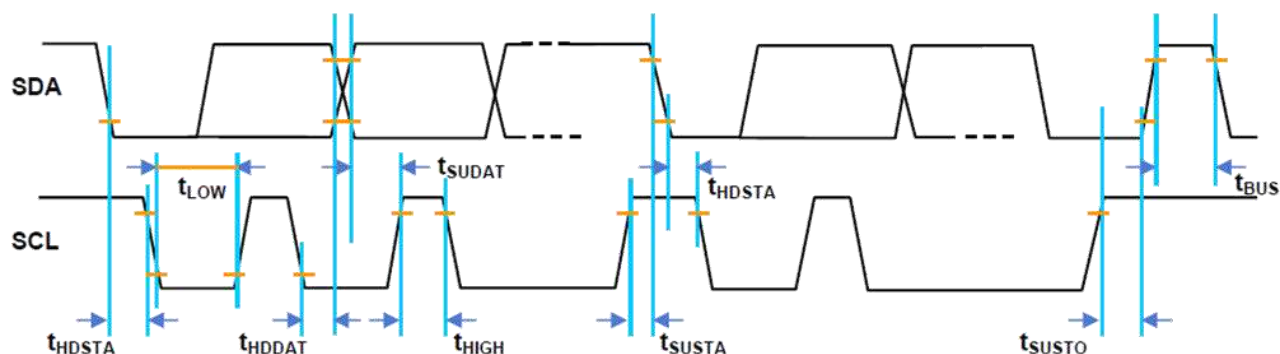 SDA
tSUDAT
tLOW
tHDSTA
tBUS
SCL
tHDSTA
tHDDAT
tHIGH
tSUSTA
tSUSTO